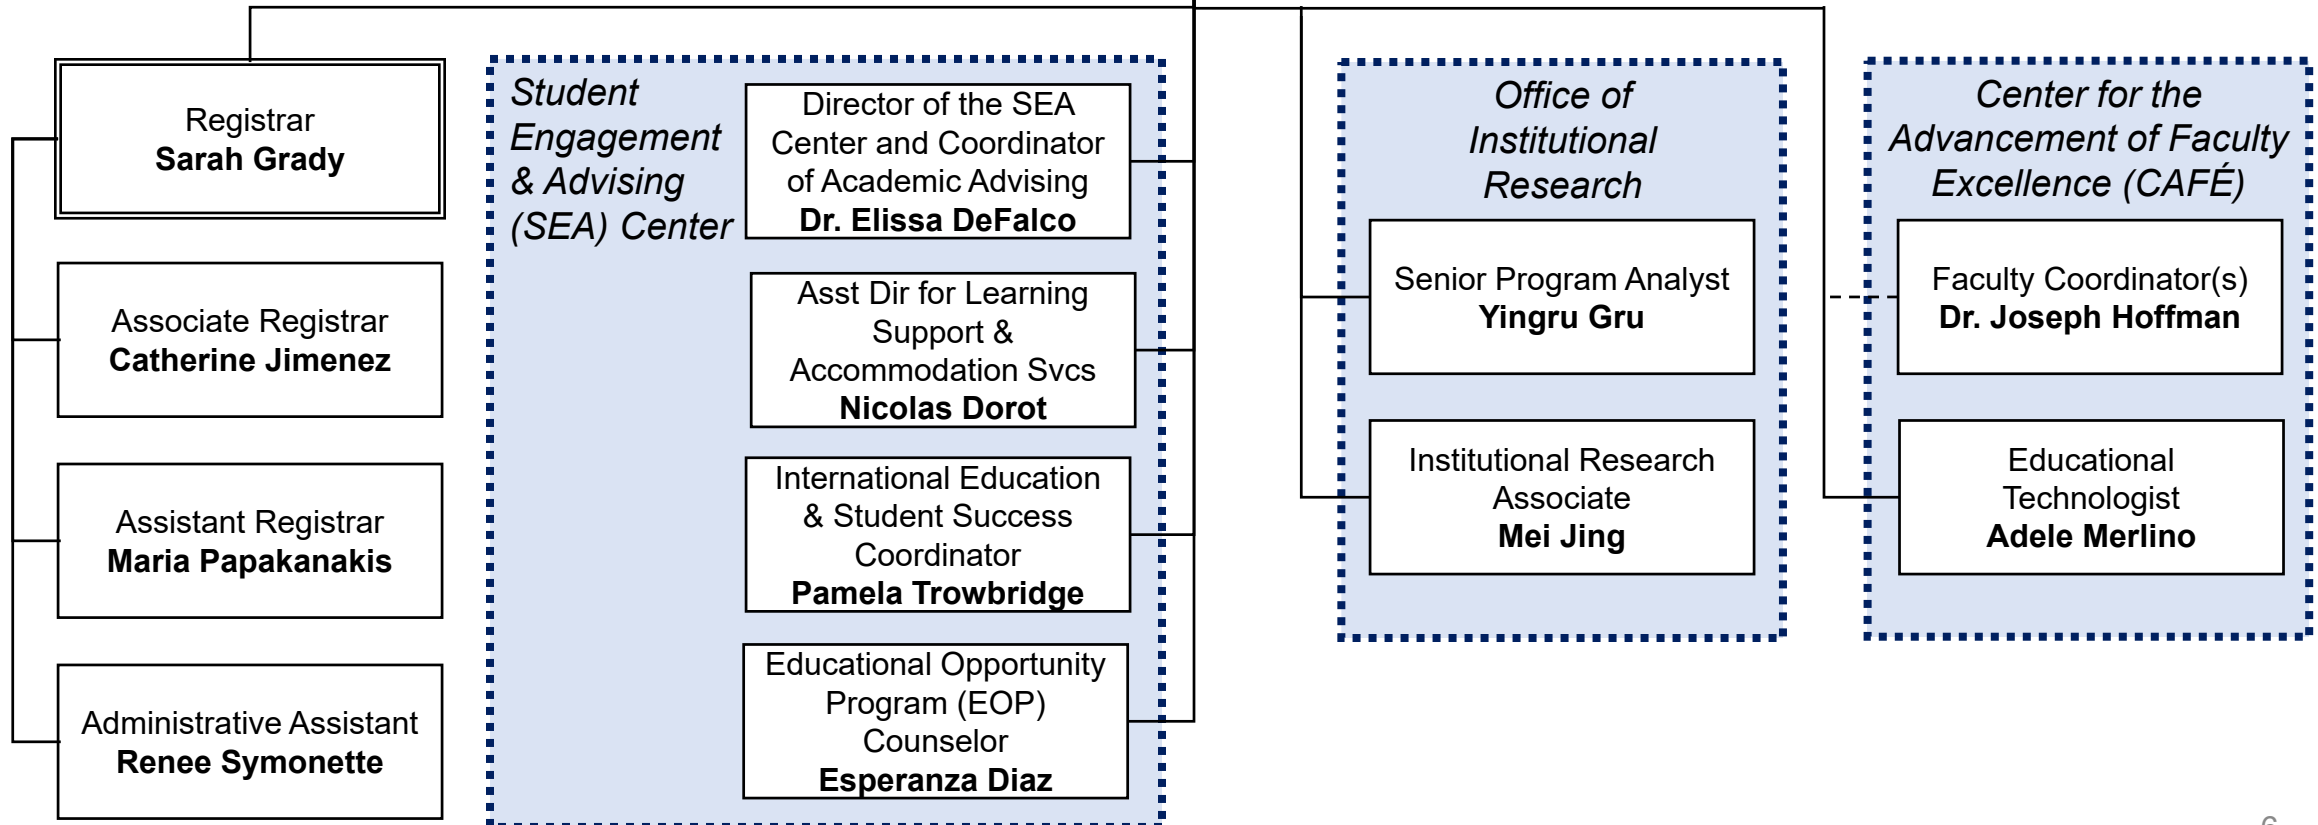 Registrar
Sarah Grady
Associate Registrar
Catherine Jimenez
Assistant Registrar
Maria Papakanakis
Administrative Assistant
Renee Symonette
Student
Engagement
& Advising
(SEA) Center
Director of the SEA
Center and Coordinator
of Academic Advising
Dr. Elissa DeFalco
Asst Dir for Learning
Support &
Accommodation Svcs
Nicolas Dorot
International Education
& Student Success
Coordinator
Pamela Trowbridge
Educational Opportunity
Program (EOP)
Counselor
Esperanza Diaz
Office of
Institutional
Research
Senior Program Analyst
Yingru Gru
Institutional Research
Associate
Mei Jing
Center for the
Advancement of Faculty
Excellence (CAFÉ)
Faculty Coordinator(s)
Dr. Joseph Hoffman
Educational
Technologist
Adele Merlino